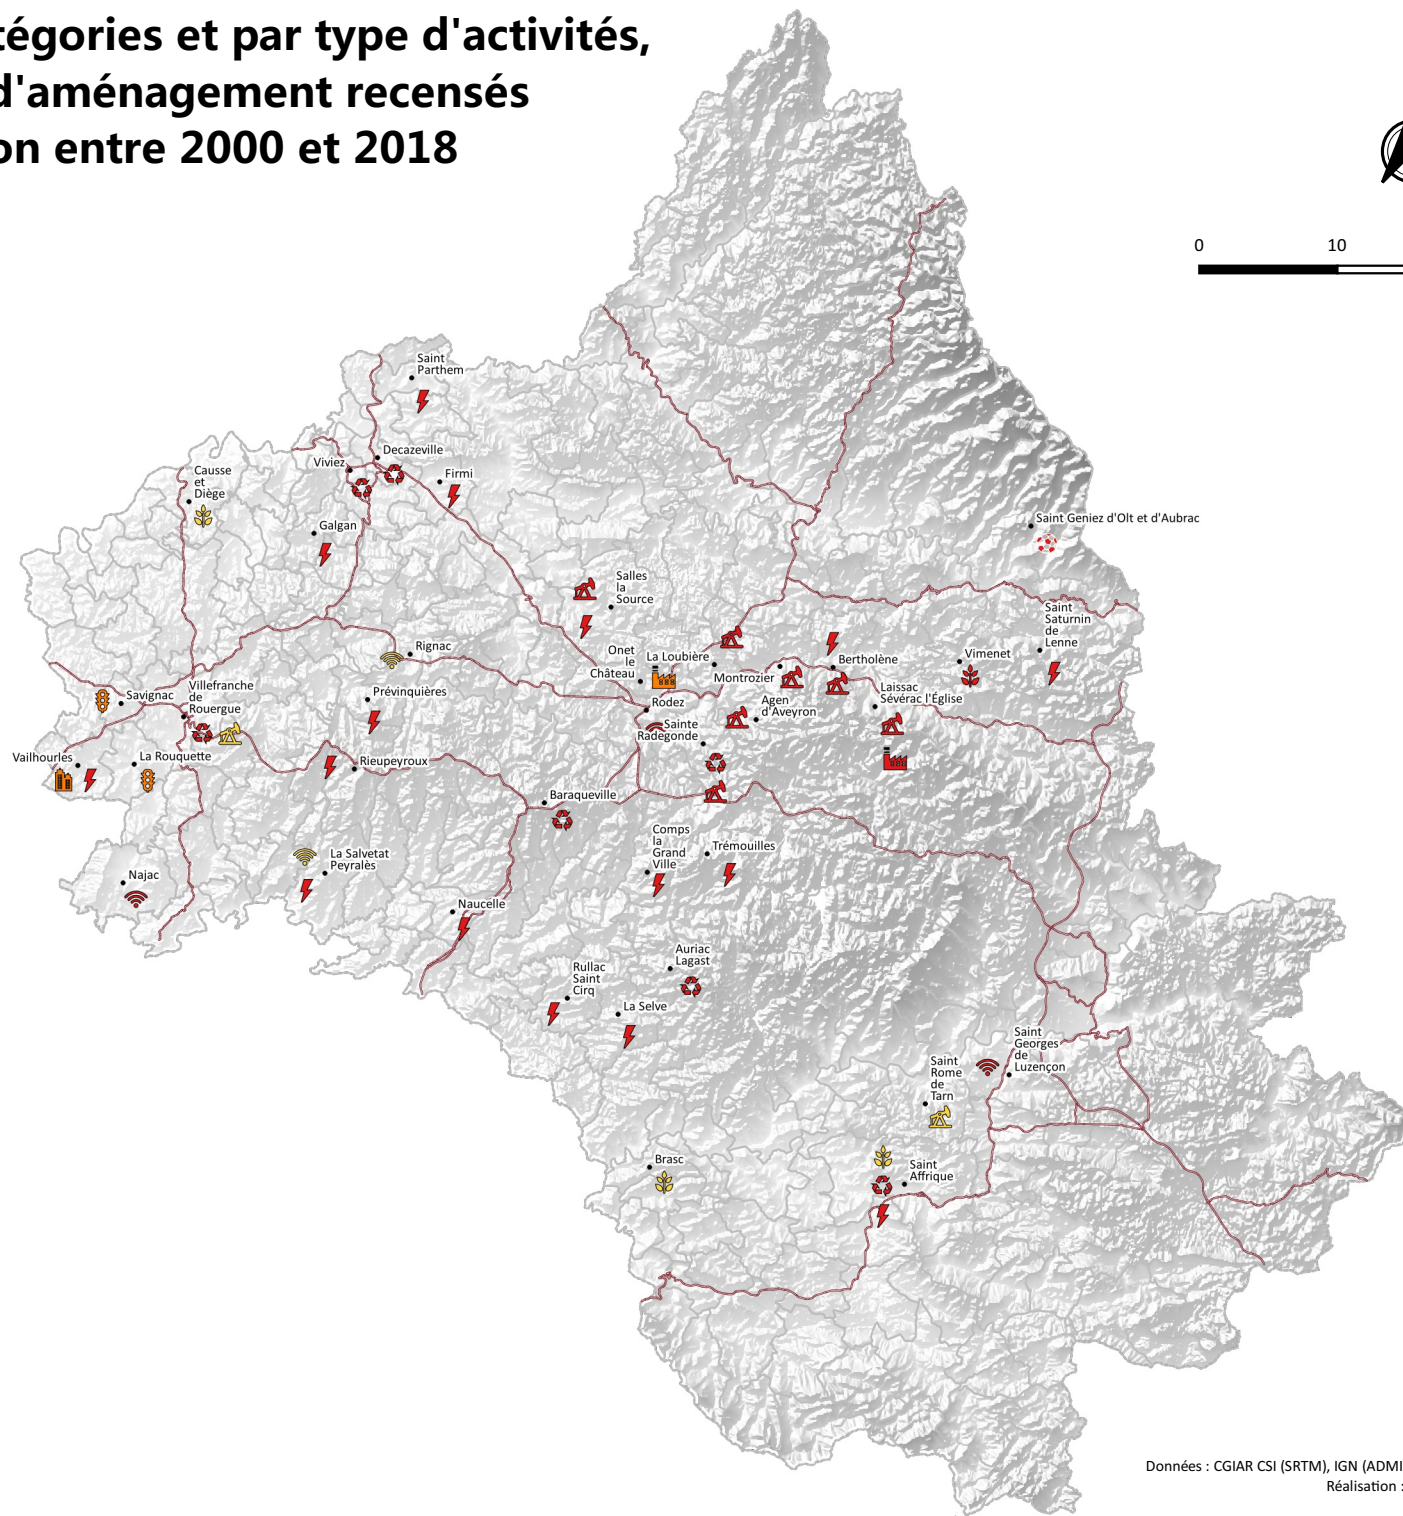 tégories et par type d'activités,
d'aménagement recensés
on entre 2000 et 2018
0 10
Saint
Parthem
Decazeville
Viviez
Firmi
Causse
et
Diège
Galgan
Saint Geniez d'Olt et d'Aubrac
Salles
la
Source
Saint
Saturnin
de
Lenne
Rignac
Onet
le
Château
La Loubière
Montrozier
Bertholène
Vimenet
Savignac
Villefranche
de
Rouergue
Prévinquières
Rodez
Agen
d'Aveyron
Laissac
Sévérac l'Église
Sainte
Radegonde
Vailhourles
La Rouquette
Rieupeyroux
Baraqueville
Comps
la
Grand
Ville
Trémouilles
La Salvetat
Peyralès
Najac
Naucelle
Auriac
Lagast
Rullac
Saint
Cirq
La Selve
Saint
Georges
de
Luzençon
Saint
Rome
de
Tarn
Brasc
Saint
Affrique
Données : CGIAR CSI (SRTM), IGN (ADMI
Réalisation :